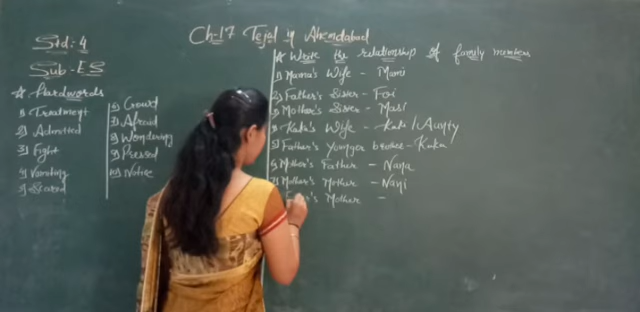 Ch-17 Tejal in Ahemdabad
Std: 4
Sub-ES
* Hardwords
1) Treatment
2) Admitted
3) Fight
4) Vomiting
5) Scared
6) Crowd
7) Afraid
8) Wondering
9) Pressed
10) Notice
* Write the relationship of family members
1) Mama's Wife - Mami
2) Father's Sister - Foi
3) Mother's Sister - Masi
4) Kaka's Wife - Kaki/Aunty
5) Father's younger - Kaka
6) Mother's Father - Nana
7) Mother's Mother - Nani
Mother -